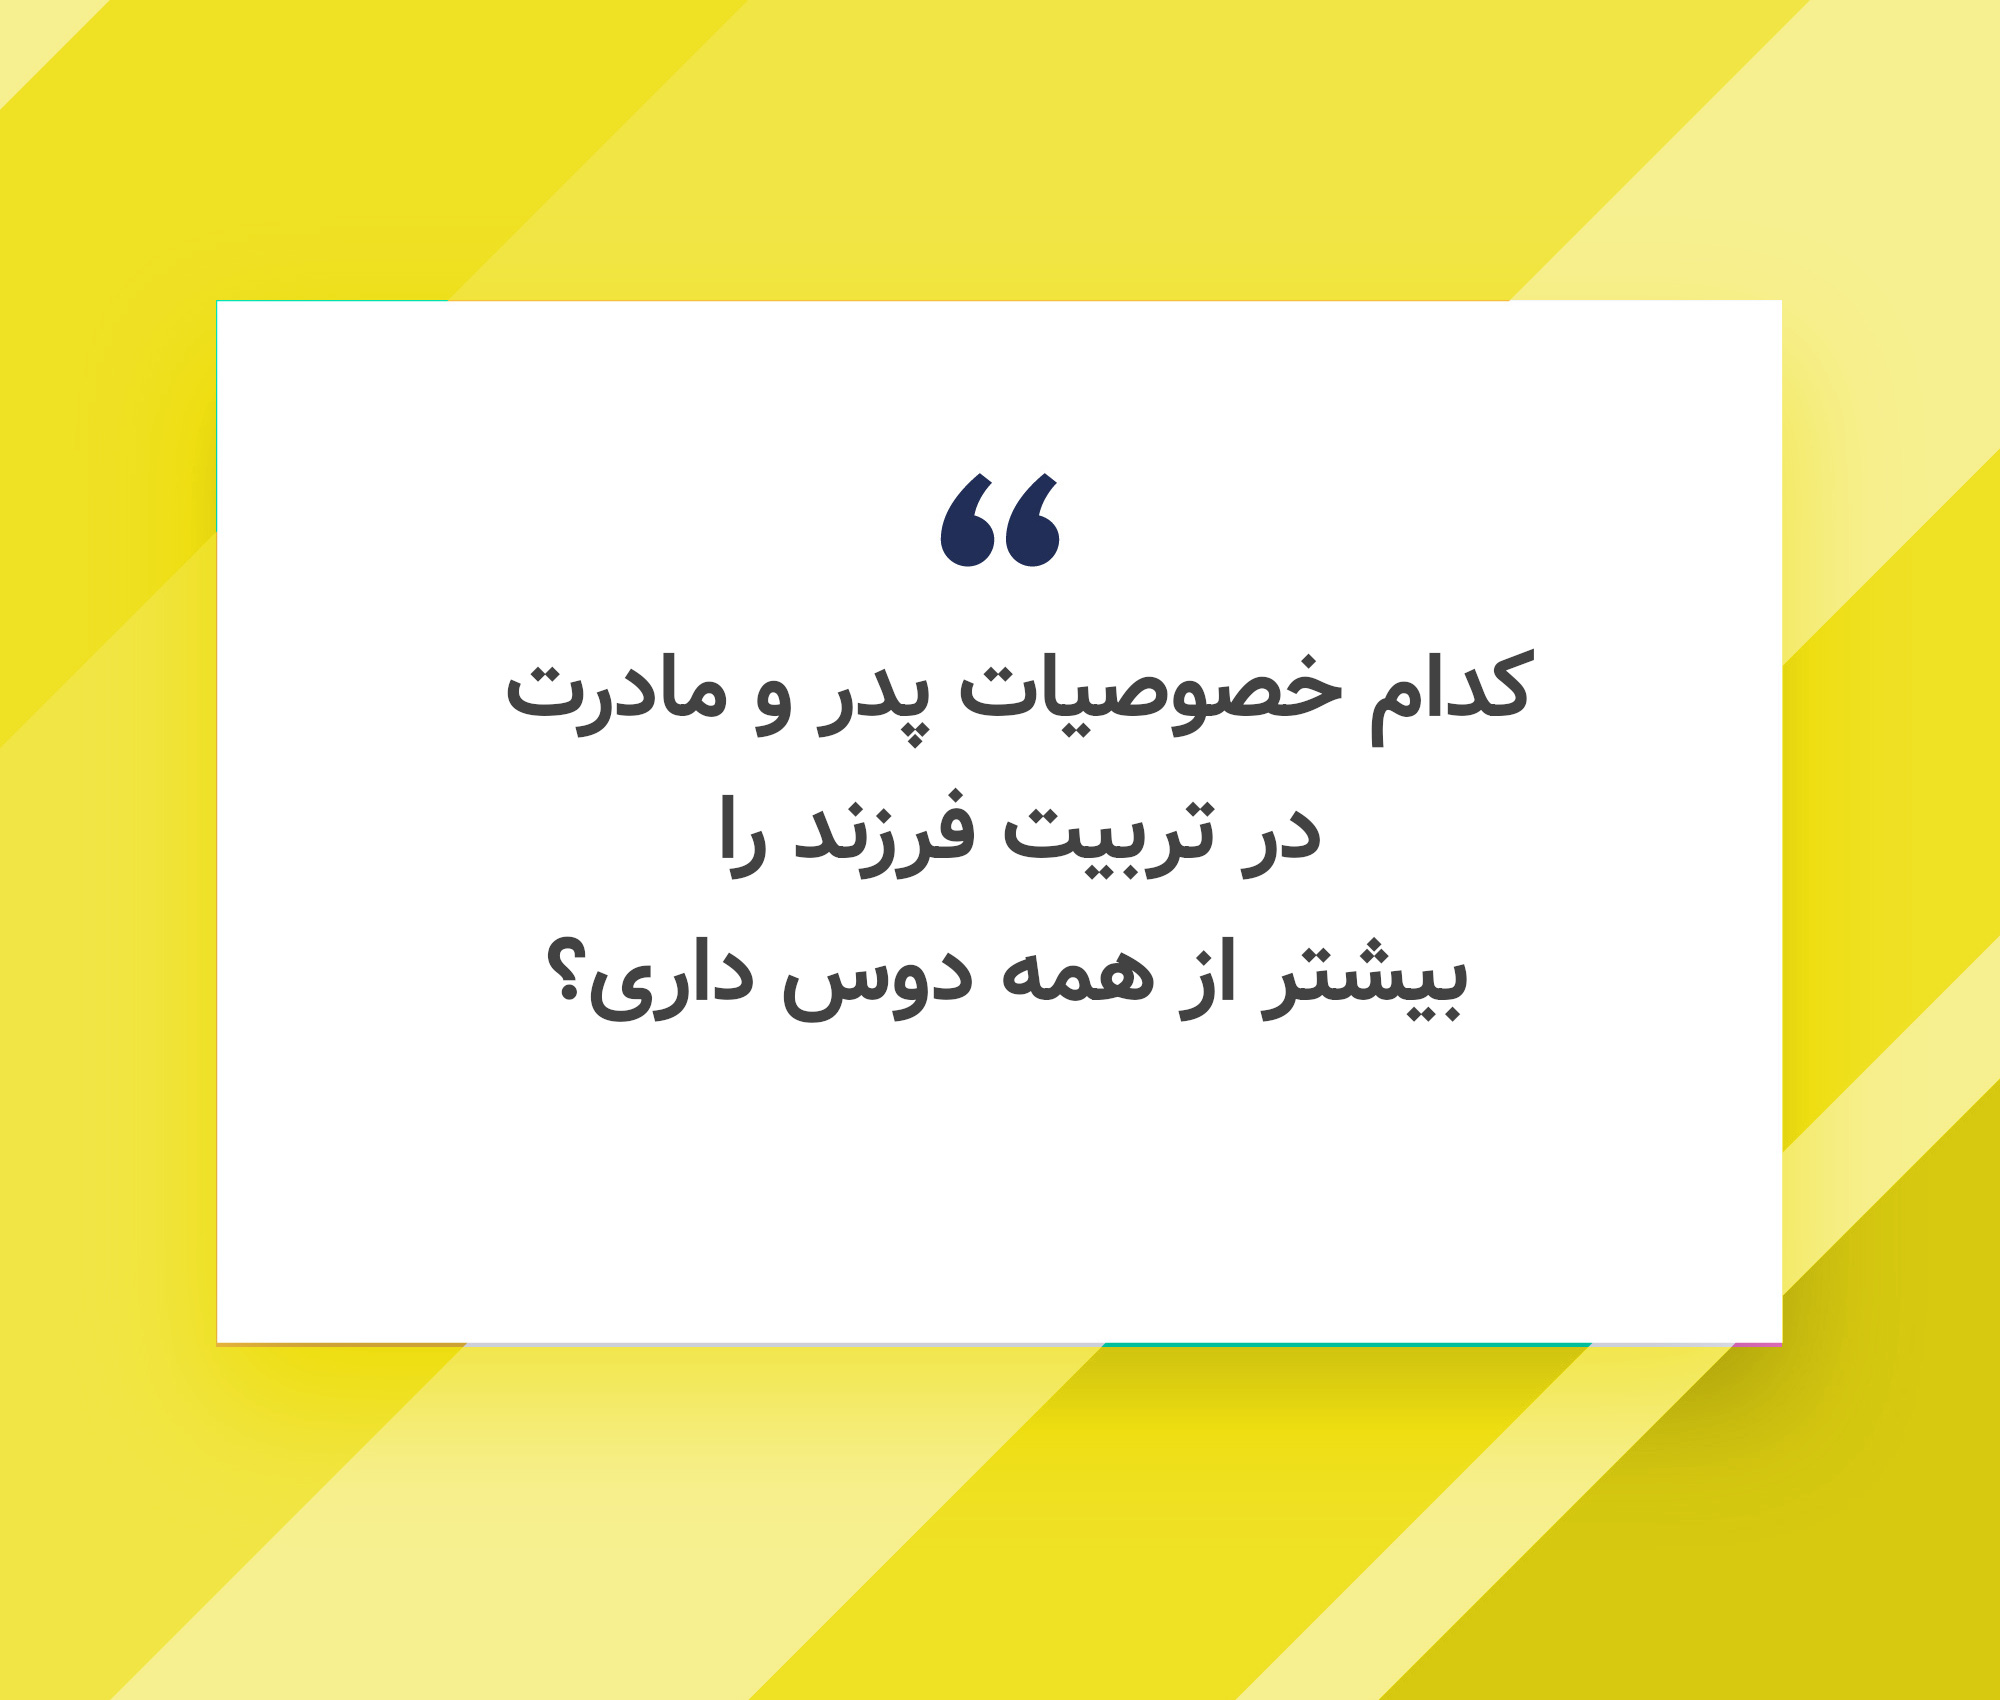 “
کدام خصوصیات پدر و مادرت
در تربیت فرزند را
بیشتر از همه دوس داری؟